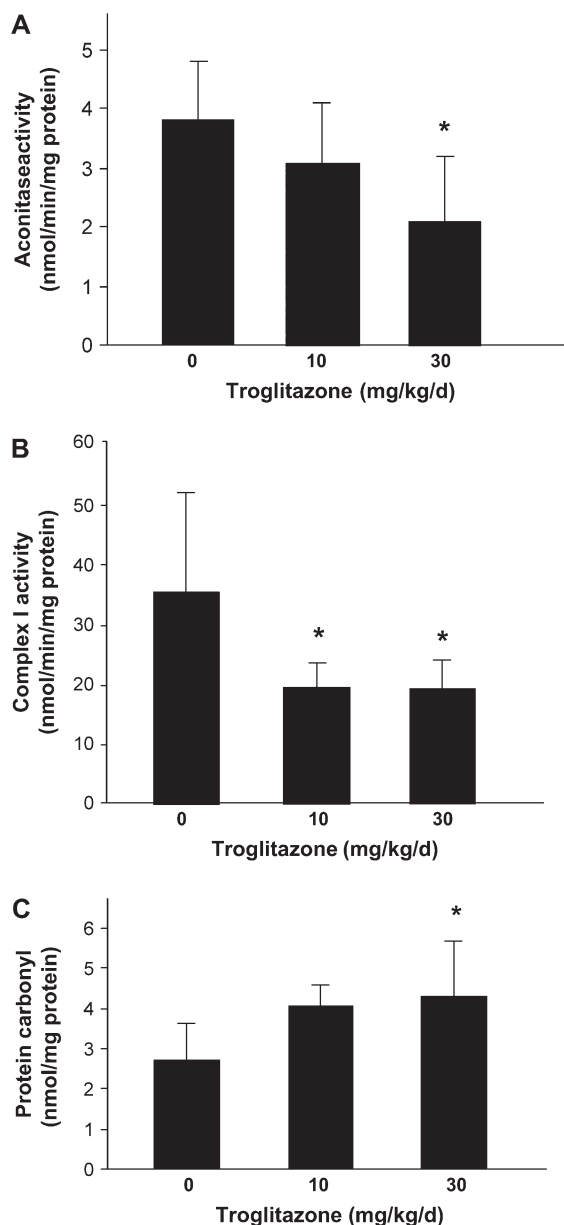 A
Aconitaseactivity
(nmol/min/mg protein)
5
4
3
2
1
0
*
0 10 30
Troglitazone (mg/kg/d)
B
Complex I activity
(nmol/min/mg protein)
60
50
40
30
20
10
0
* *
0 10 30
Troglitazone (mg/kg/d)
C
Protein carbonyl
(nmol/mg protein)
6
5
4
3
2
1
0
*
0 10 30
Troglitazone (mg/kg/d)